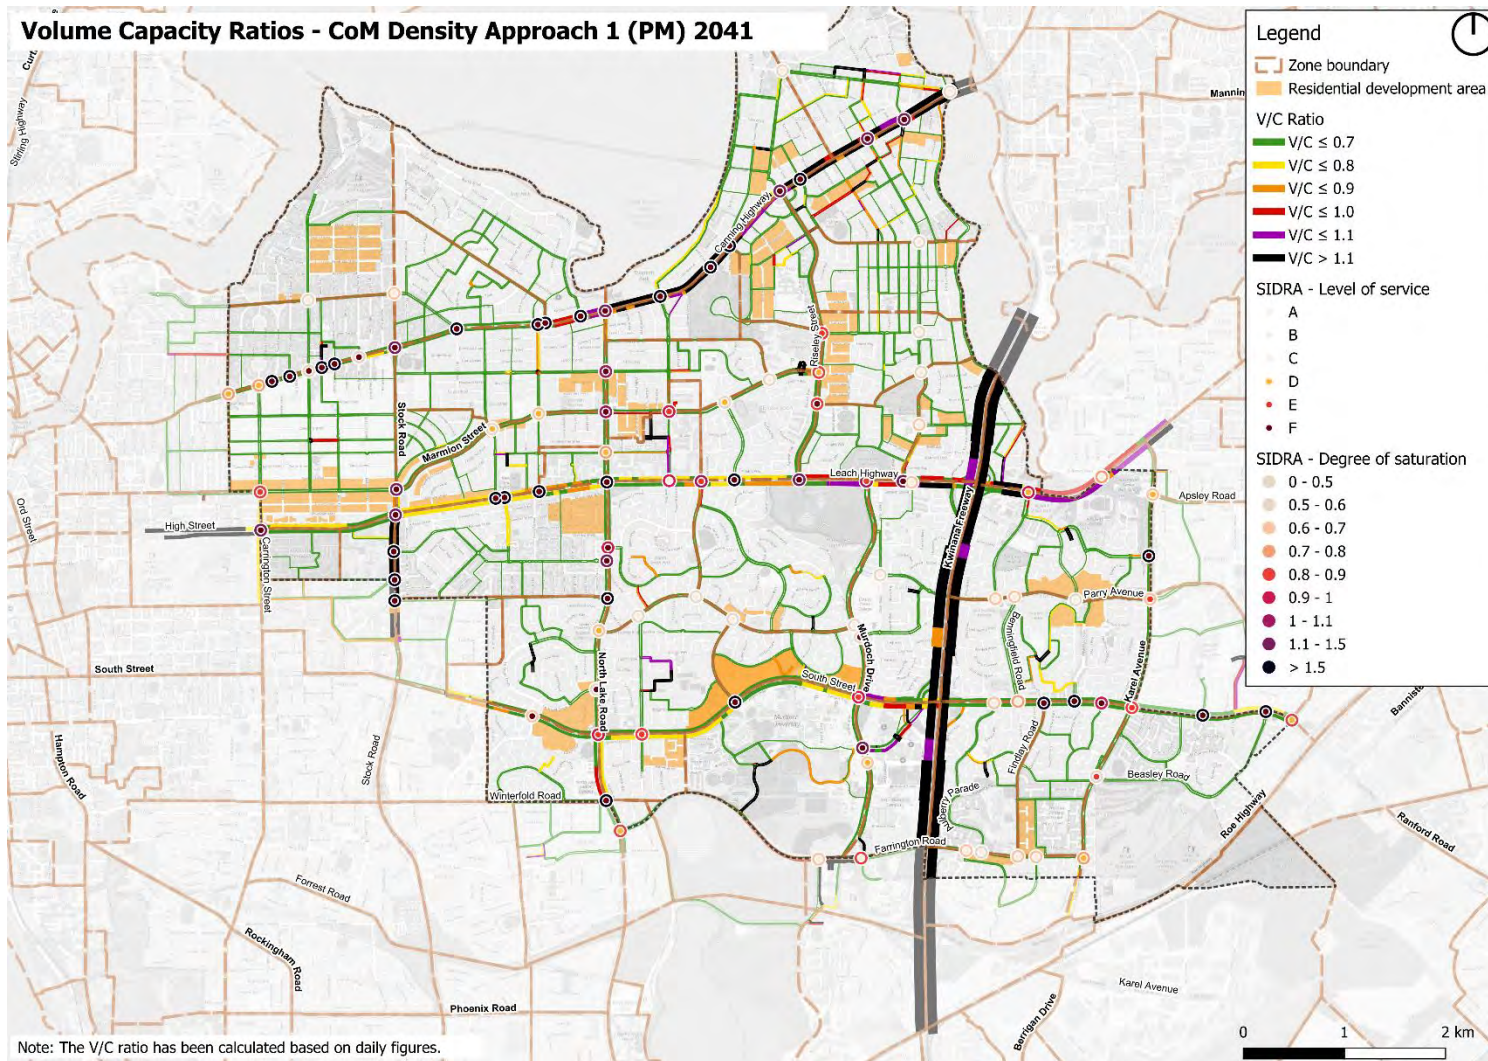 Volume Capacity Ratios - CoM Density Approach 1 (PM) 2041
Legend
Zone boundary
Residential development area
V/C Ratio
V/C ≤ 0.7
V/C ≤ 0.8
V/C ≤ 0.9
V/C ≤ 1.0
V/C ≤ 1.1
V/C > 1.1
SIDRA - Level of service
A
B
C
D
E
F
SIDRA - Degree of saturation
0 - 0.5
0.5 - 0.6
0.6 - 0.7
0.7 - 0.8
0.8 - 0.9
0.9 - 1
1 - 1.1
1.1 - 1.5
> 1.5
Stirling Highway
Canning Highway
Riseley Street
Stock Road
Marmion Street
Leach Highway
Kwinana Freeway
Apsley Road
Ord Street
High Street
Carrington Street
Parry Avenue
Benningfield Road
Murdoch Drive
South Street
South Street
North Lake Road
Karel Avenue
Findlay Road
Hampton Road
Stock Road
Winterfold Road
Beasley Road
Roe Highway
Ranford Road
Farrington Road
Forrest Road
Rockingham Road
Phoenix Road
Karel Avenue
Berrigan Drive
0 1 2 km
Note: The V/C ratio has been calculated based on daily figures.